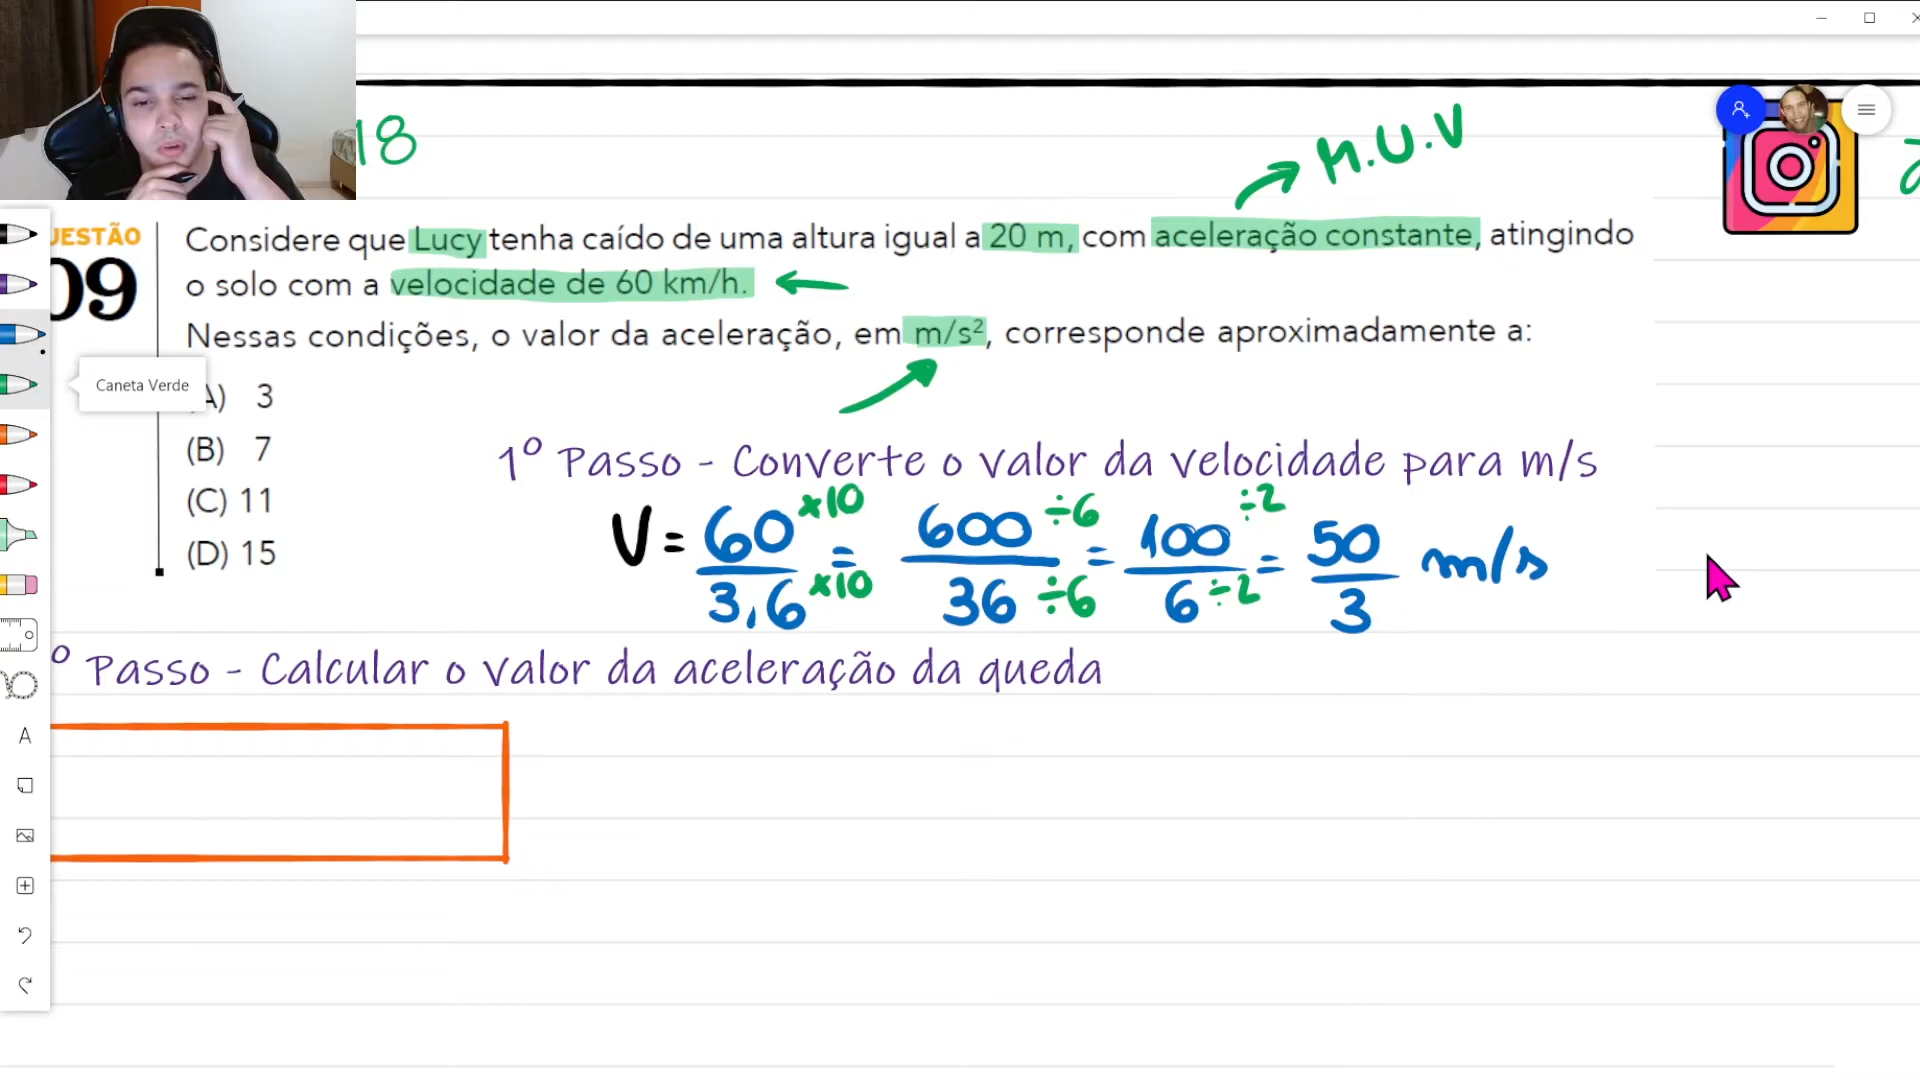 18
M.U.V
UESTÃO
09
Considere que Lucy tenha caído de uma altura igual a 20 m, com aceleração constante, atingindo
o solo com a velocidade de 60 km/h.
Nessas condições, o valor da aceleração, em m/s², corresponde aproximadamente a:
Caneta Verde
A) 3
(B) 7
(C) 11
(D) 15
1º Passo - Converte o valor da velocidade para m/s
V = 60 ×10 / 3,6 ×10 = 600 ÷6 / 36 ÷6 = 100 ÷2 / 6 ÷2 = 50 / 3 m/s
º Passo - Calcular o valor da aceleração da queda
A